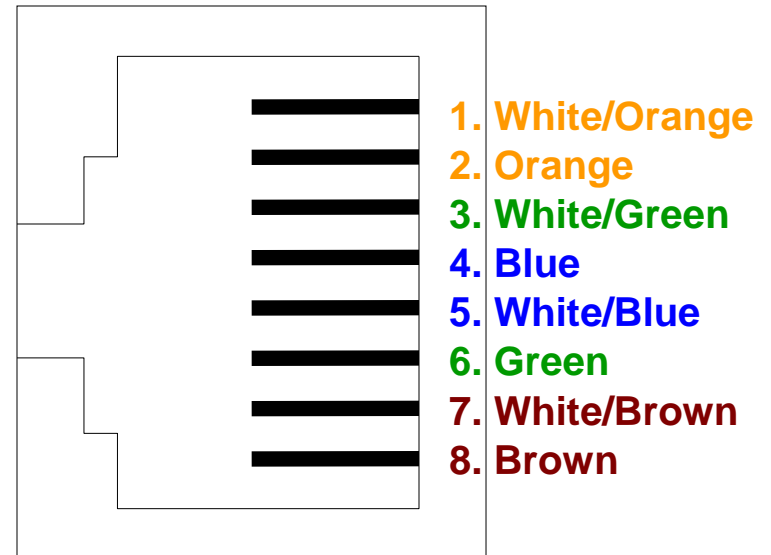 1. White/Orange
2. Orange
3. White/Green
4. Blue
5. White/Blue
6. Green
7. White/Brown
8. Brown